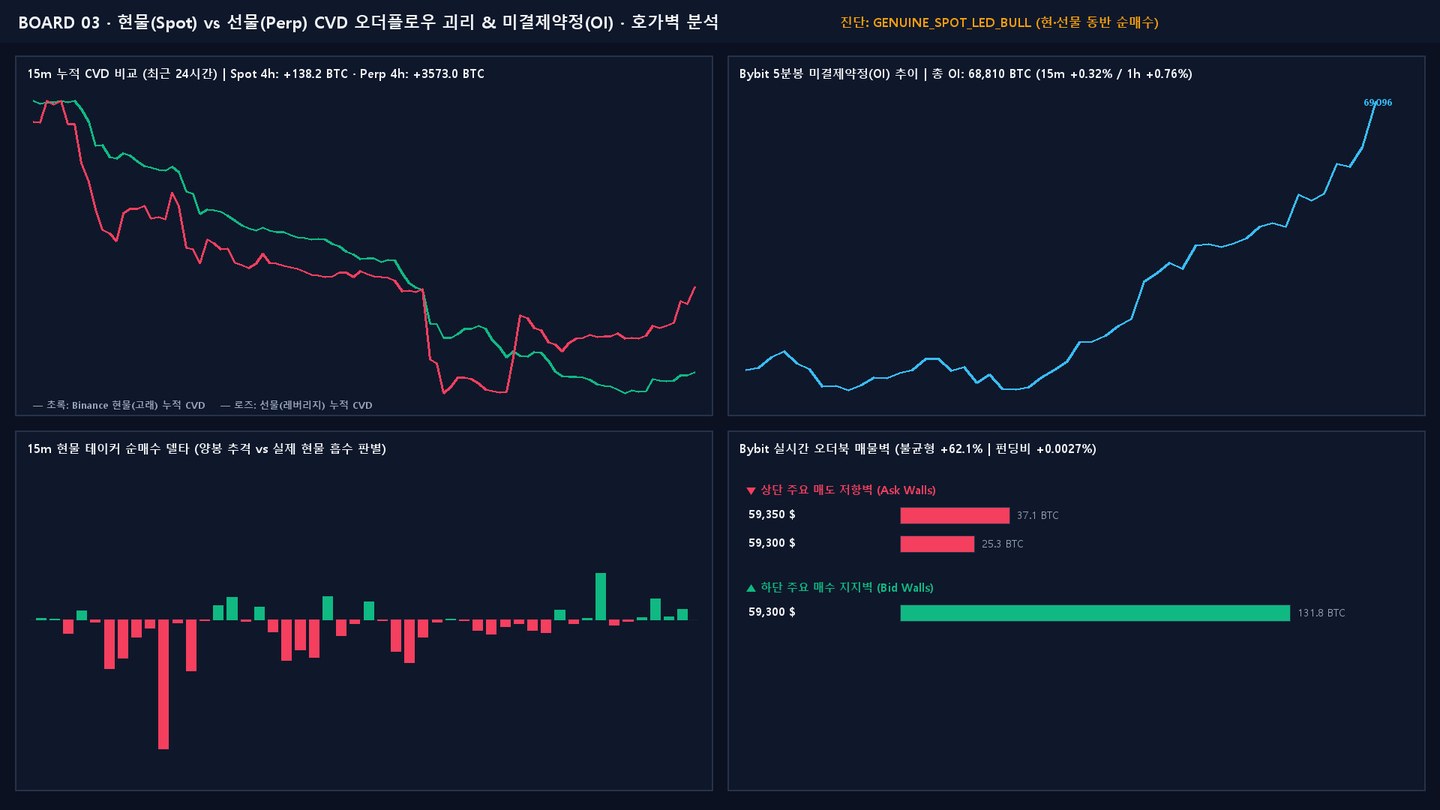 BOARD 03 · 현물(Spot) vs 선물(Perp) CVD 오더플로우 괴리 & 미결제약정(OI) · 호가벽 분석
진단: GENUINE_SPOT_LED_BULL (현·선물 동반 순매수)
15m 누적 CVD 비교 (최근 24시간) | Spot 4h: +138.2 BTC · Perp 4h: +3573.0 BTC
— 초록: Binance 현물(고래) 누적 CVD — 로즈: 선물(레버리지) 누적 CVD
Bybit 5분봉 미결제약정(OI) 추이 | 총 OI: 68,810 BTC (15m +0.32% / 1h +0.76%)
69,096
15m 현물 테이커 순매수 델타 (양봉 추격 vs 실제 현물 흡수 판별)
Bybit 실시간 오더북 매물벽 (불균형 +62.1% | 펀딩비 +0.0027%)
▼ 상단 주요 매도 저항벽 (Ask Walls)
59,350 $ 37.1 BTC
59,300 $ 25.3 BTC
▲ 하단 주요 매수 지지벽 (Bid Walls)
59,300 $ 131.8 BTC